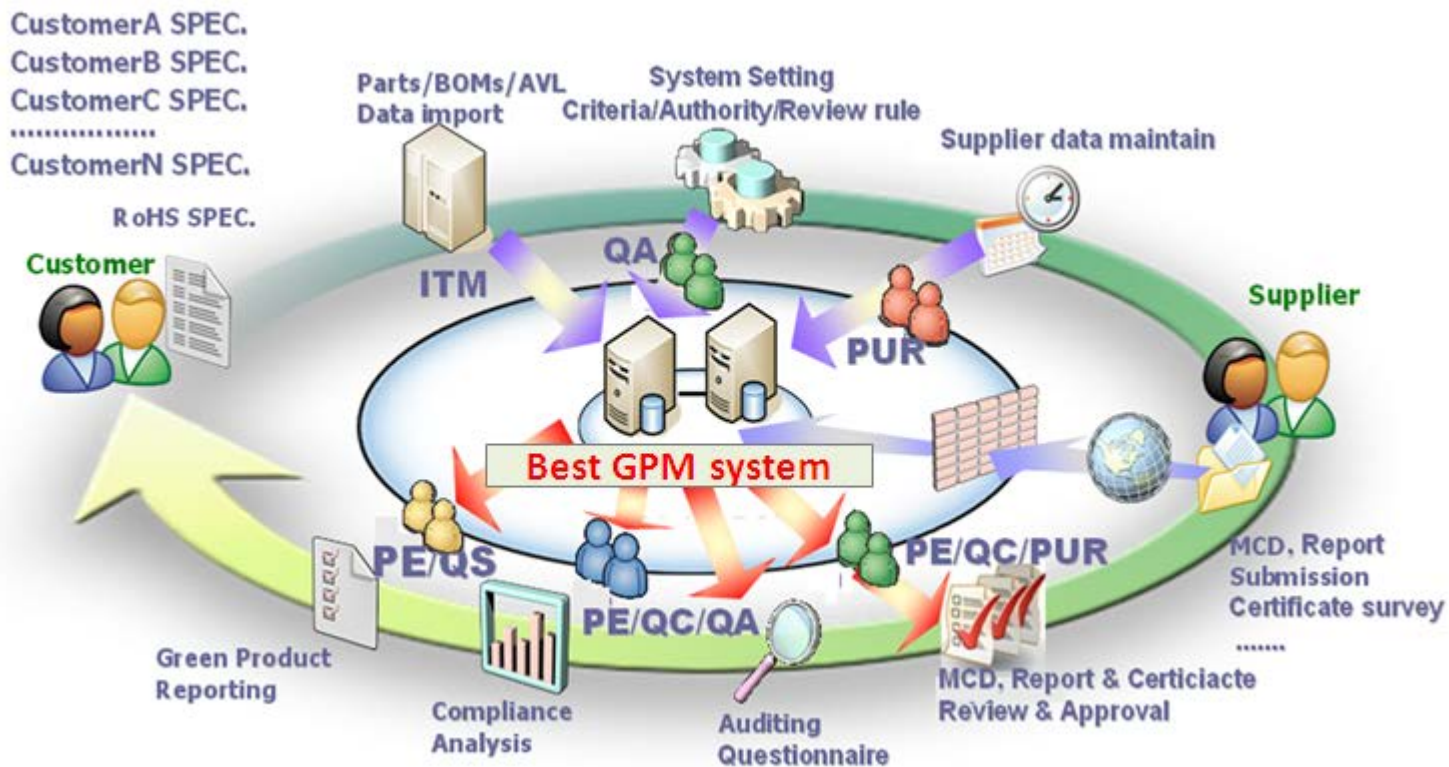 CustomerA SPEC.
CustomerB SPEC.
CustomerC SPEC.
.................
CustomerN SPEC.
RoHS SPEC.
Customer
Parts/BOMs/AVL
Data import
ITM
System Setting
Criteria/Authority/Review rule
QA
Supplier data maintain
PUR
Supplier
Best GPM system
PE/QS
PE/QC/QA
PE/QC/PUR
MCD, Report
Submission
Certificate survey
.......
Green Product
Reporting
Compliance
Analysis
Auditing
Questionnaire
MCD, Report & Certiciacte
Review & Approval